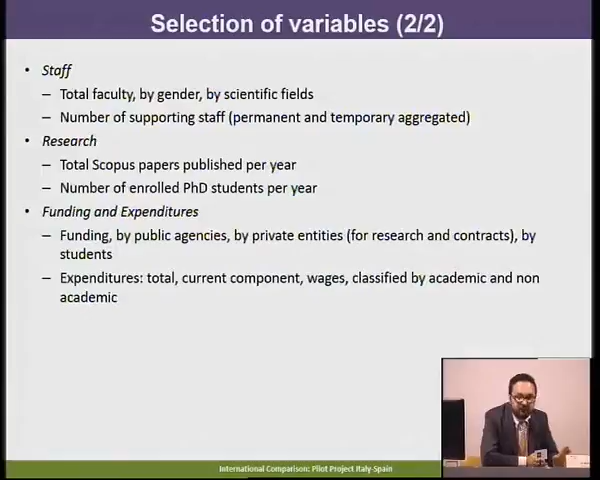 Selection of variables (2/2)
• Staff
– Total faculty, by gender, by scientific fields
– Number of supporting staff (permanent and temporary aggregated)
• Research
– Total Scopus papers published per year
– Number of enrolled PhD students per year
• Funding and Expenditures
– Funding, by public agencies, by private entities (for research and contracts), by
students
– Expenditures: total, current component, wages, classified by academic and non
academic
International Comparison: Pilot Project Italy-Spain